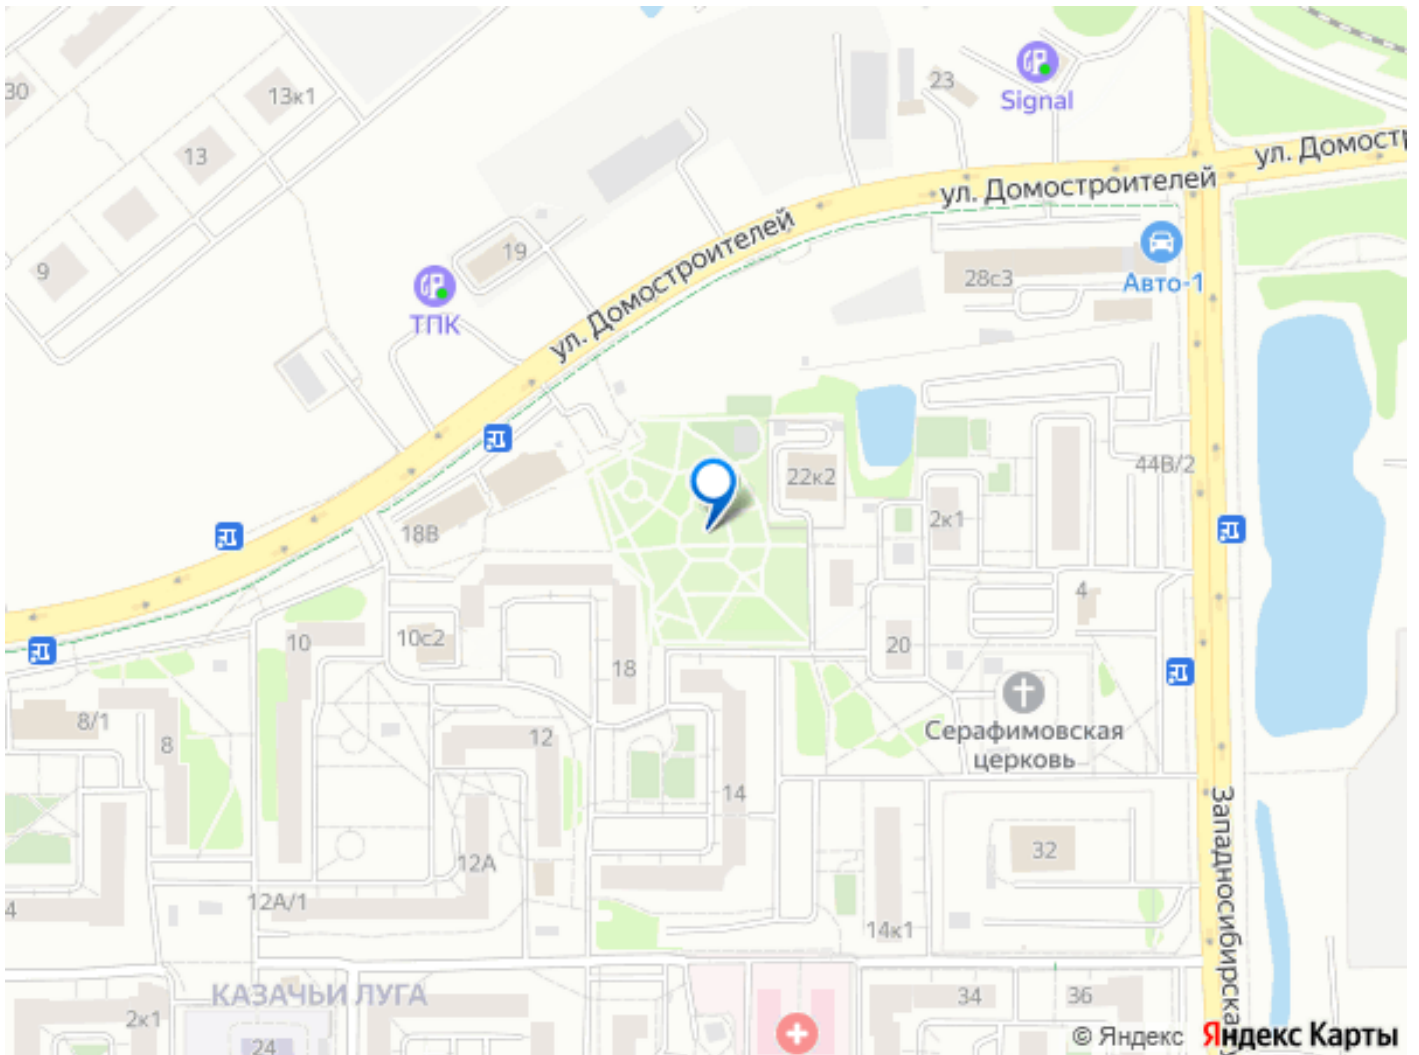 30
13к1
23
Signal
13
ул. Домостр
ул. Домостроителей
9
19
ул. Домостроителей
28с3
Авто-1
ТПК
44В/2
22к2
2к1
18В
4
10
10с2
18
20
8/1
8
12
Серафимовская
церковь
14
Западносибирска
12А
32
12А/1
4
14к1
КАЗАЧЬИ ЛУГА
34
36
2к1
24
© Яндекс
Яндекс Карты